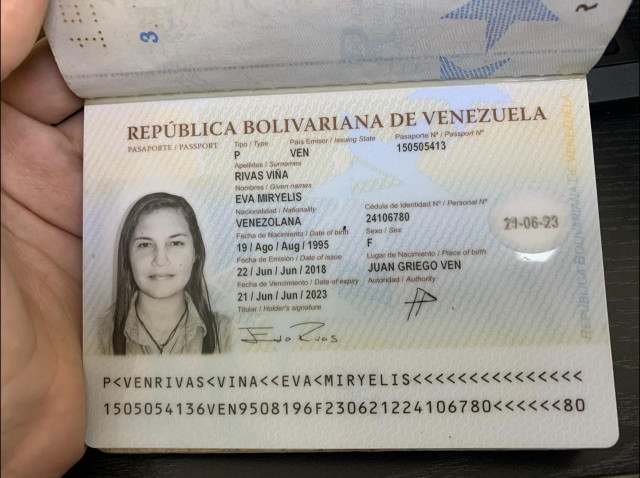 3
REPÚBLICA BOLIVARIANA DE VENEZUELA
PASAPORTE / PASSPORT
Tipo / Type
País Emisor / Issuing State
Pasaporte Nº / Passport Nº
P
VEN
150505413
Apellidos / Surnames
RIVAS VIÑA
Nombres / Given names
EVA MIRYELIS
Nacionalidad / Nationality
Cédula de Identidad Nº / Personal Nº
VENEZOLANA
24106780
Fecha de Nacimiento / Date of birth
Sexo / Sex
19 / Ago / Aug / 1995
F
Fecha de Emisión / Date of issue
Lugar de Nacimiento / Place of birth
22 / Jun / Jun / 2018
JUAN GRIEGO VEN
Fecha de Vencimiento / Date of expiry
Autoridad / Authority
21 / Jun / Jun / 2023
Titular / Holder's signature
Eva Rivas
REPÚBLICA BOLIVARIANA DE VENEZUELA
P<VENRIVAS<VINA<<EVA<MIRYELIS<<<<<<<<<<<<<<<
1505054136VEN9508196F230621224106780<<<<<<80